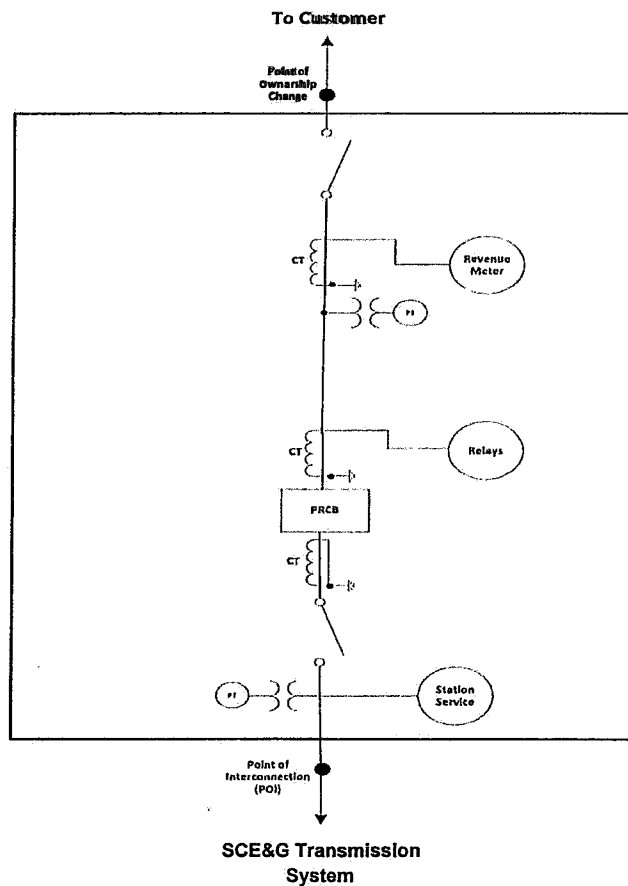 To Customer
Point of
Ownership
Change
CT
Revenue
Meter
PT
CT
Relays
PRCB
CT
PT
Station
Service
Point of
Interconnection
(POI)
SCE&G Transmission
System